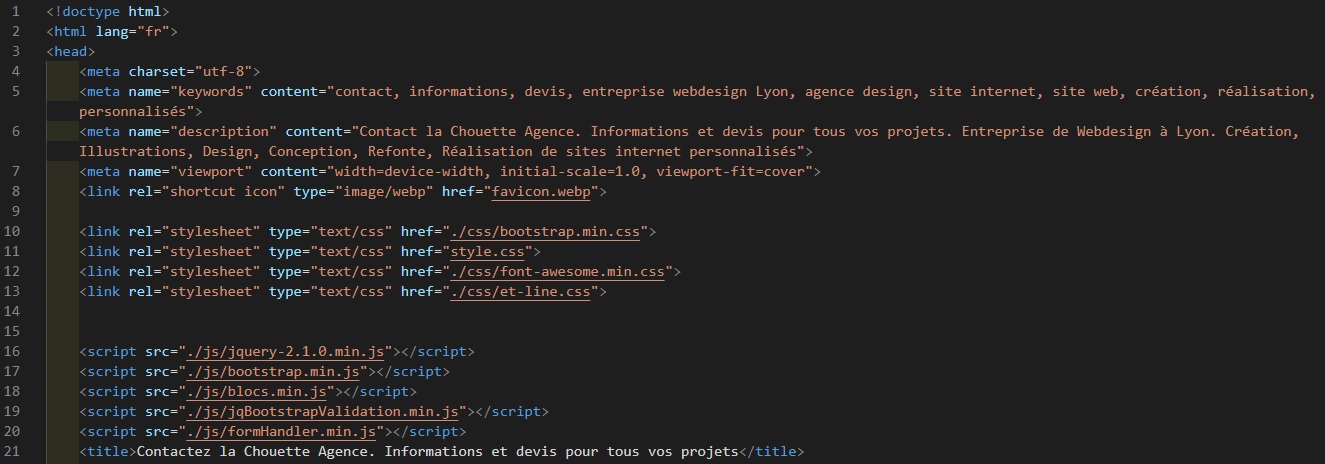 1 <!doctype html>
2 <html lang="fr">
3 <head>
4 <meta charset="utf-8">
5 <meta name="keywords" content="contact, informations, devis, entreprise webdesign Lyon, agence design, site internet, site web, création, réalisation,
personnalisés">
6 <meta name="description" content="Contact la Chouette Agence. Informations et devis pour tous vos projets. Entreprise de Webdesign à Lyon. Création,
Illustrations, Design, Conception, Refonte, Réalisation de sites internet personnalisés">
7 <meta name="viewport" content="width=device-width, initial-scale=1.0, viewport-fit=cover">
8 <link rel="shortcut icon" type="image/webp" href="favicon.webp">
9
10 <link rel="stylesheet" type="text/css" href="./css/bootstrap.min.css">
11 <link rel="stylesheet" type="text/css" href="style.css">
12 <link rel="stylesheet" type="text/css" href="./css/font-awesome.min.css">
13 <link rel="stylesheet" type="text/css" href="./css/et-line.css">
14
15
16 <script src="./js/jquery-2.1.0.min.js"></script>
17 <script src="./js/bootstrap.min.js"></script>
18 <script src="./js/blocs.min.js"></script>
19 <script src="./js/jqBootstrapValidation.min.js"></script>
20 <script src="./js/formHandler.min.js"></script>
21 <title>Contactez la Chouette Agence. Informations et devis pour tous vos projets</title>